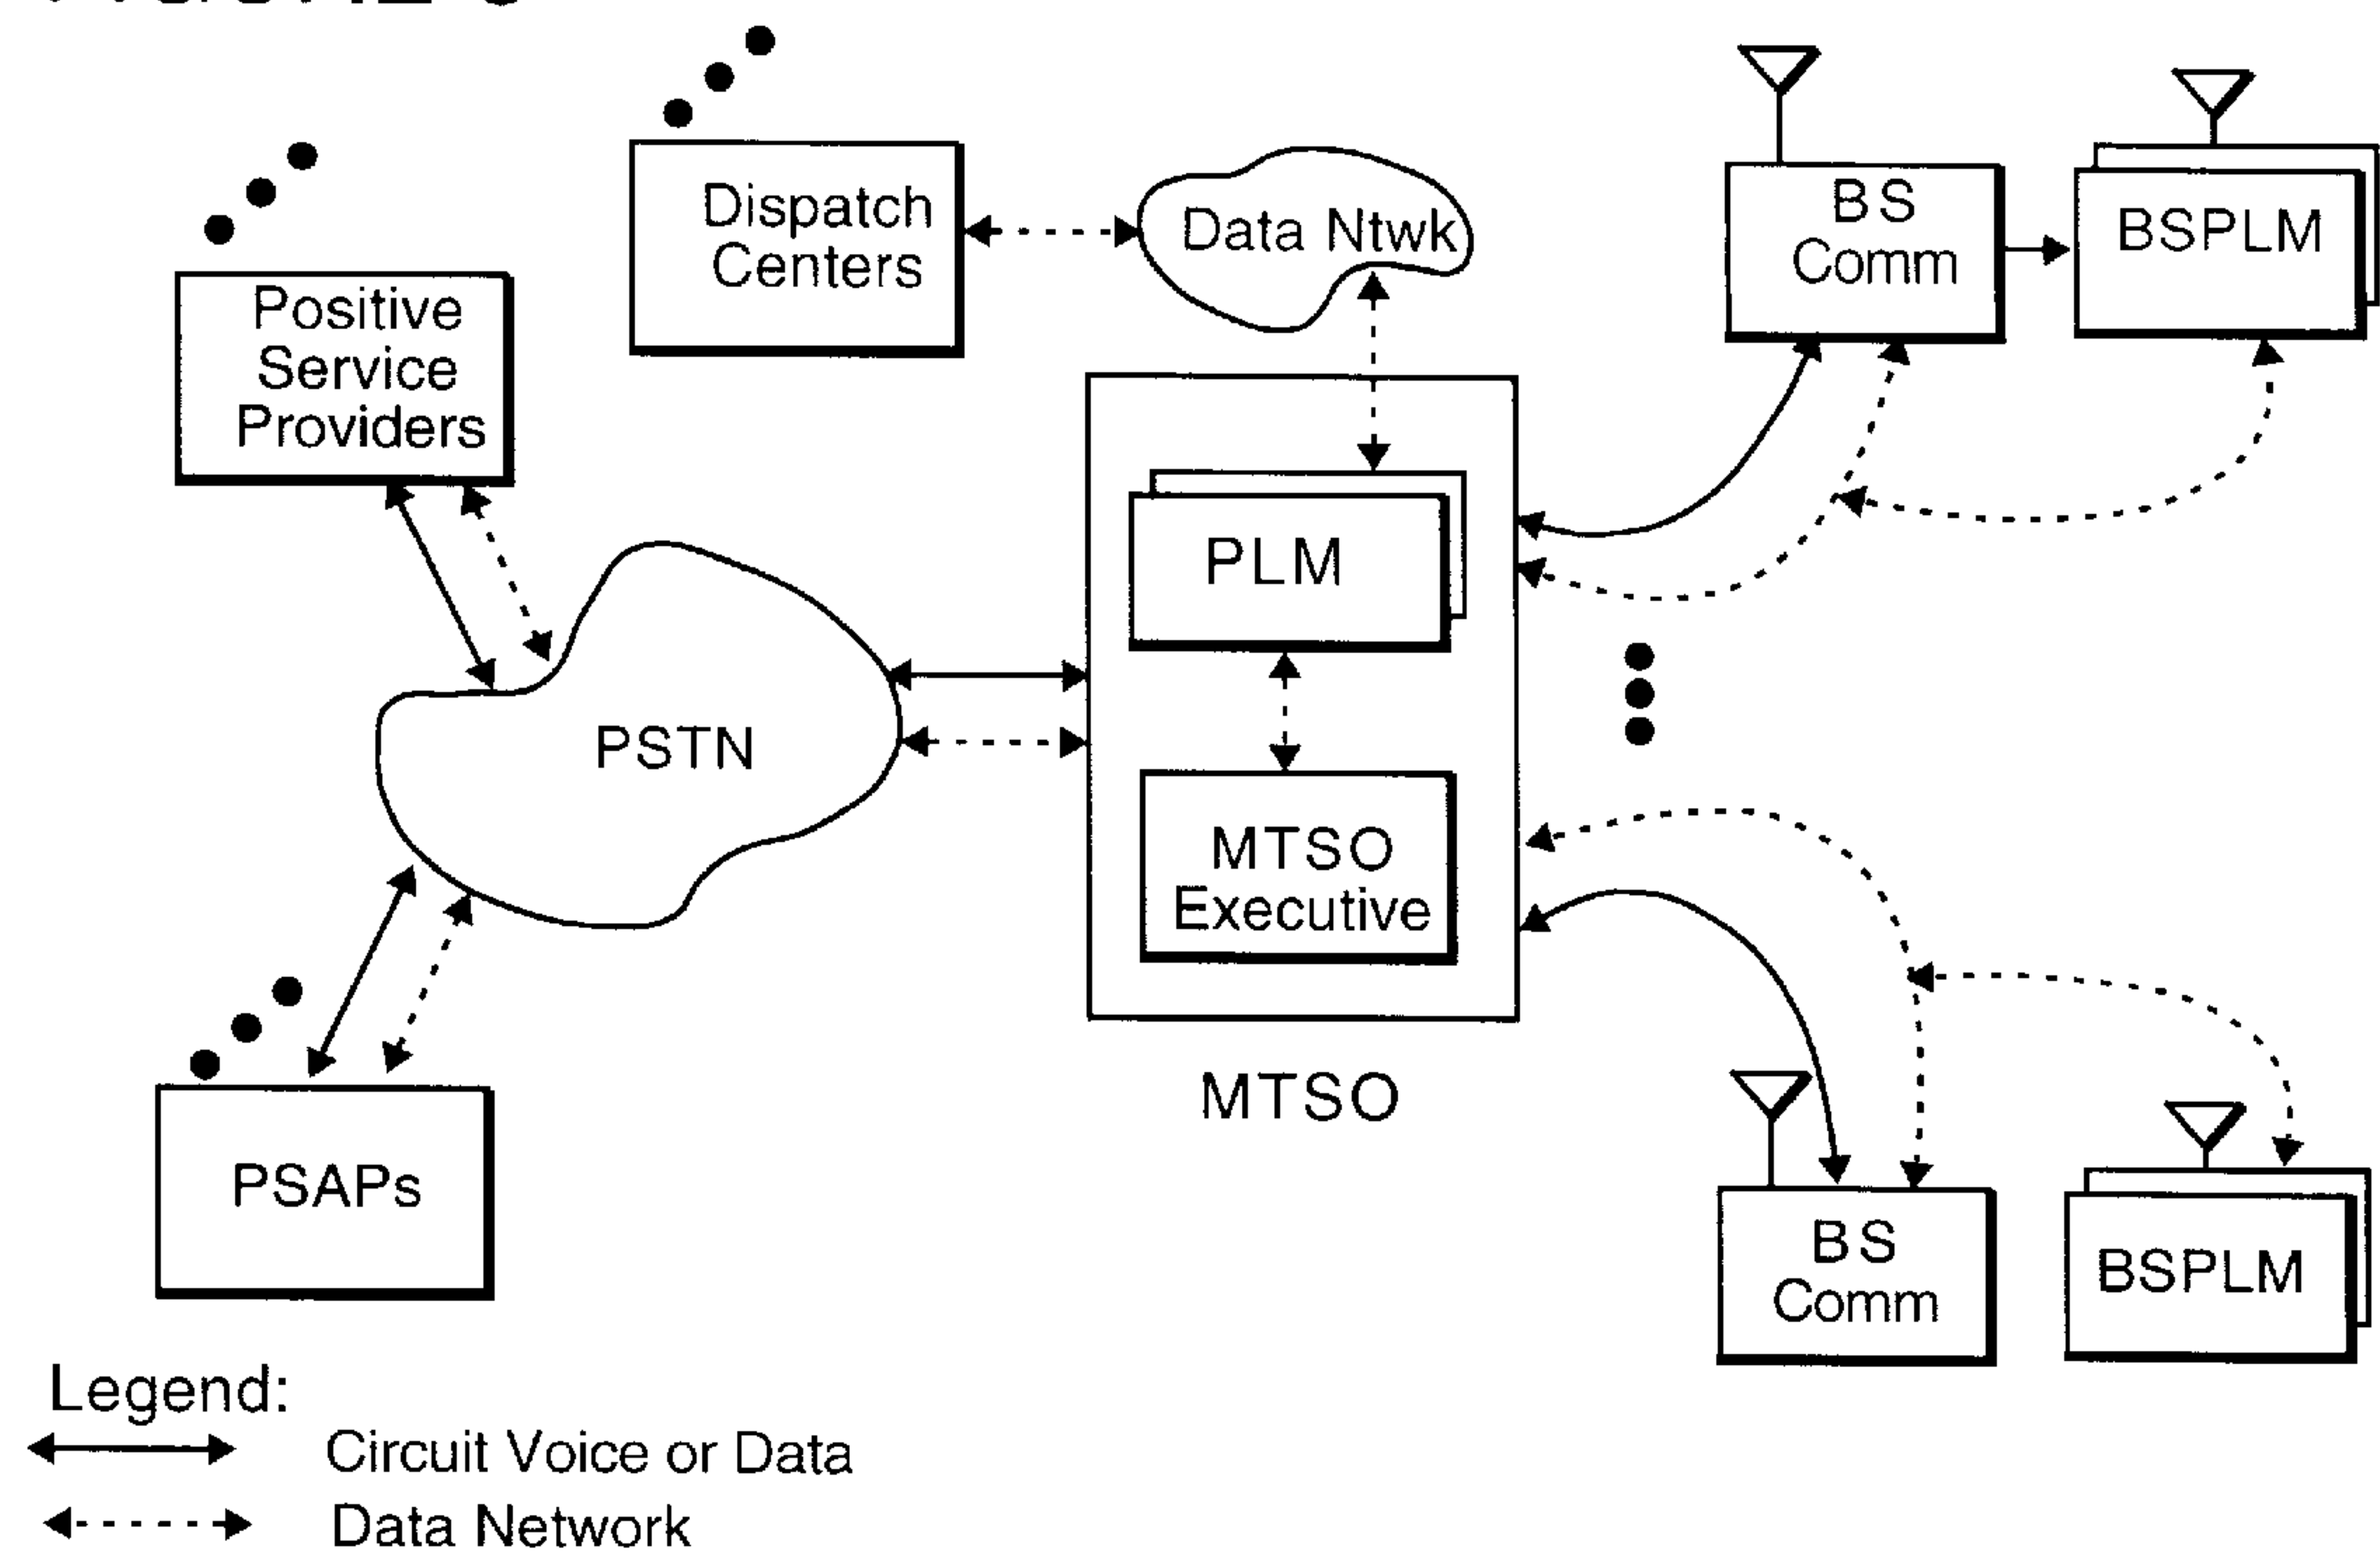 Dispatch
Centers
Data Ntwk
BS
Comm
BSPLM
Positive
Service
Providers
PLM
PSTN
MTSO
Executive
MTSO
PSAPs
BS
Comm
BSPLM
Legend:
Circuit Voice or Data
Data Network